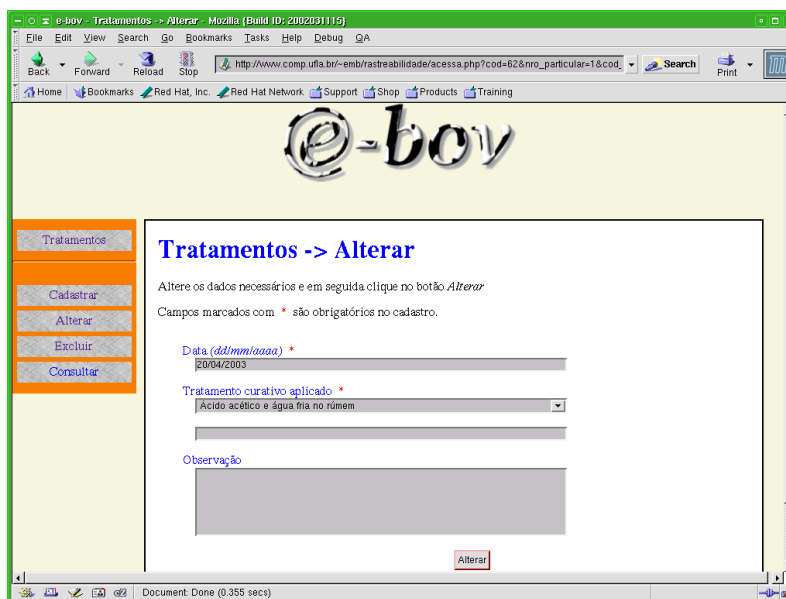 e-bov - Tratamentos -> Alterar - Mozilla {Build ID: 2002031115}
File Edit View Search Go Bookmarks Tasks Help Debug QA
Back Forward Reload Stop http://www.comp.ufla.br/~emb/rastreabilidade/acessa.php?cod=62&nro_particular=1&cod_ Search Print
Home Bookmarks Red Hat, Inc. Red Hat Network Support Shop Products Training
e-bov
Tratamentos
Cadastrar
Alterar
Excluir
Consultar
Tratamentos -> Alterar
Altere os dados necessários e em seguida clique no botão Alterar
Campos marcados com * são obrigatórios no cadastro.
Data (dd/mm/aaaa) *
20/04/2003
Tratamento curativo aplicado *
Ácido acético e água fria no rúmem
Observação
Alterar
Document: Done (0.355 secs)